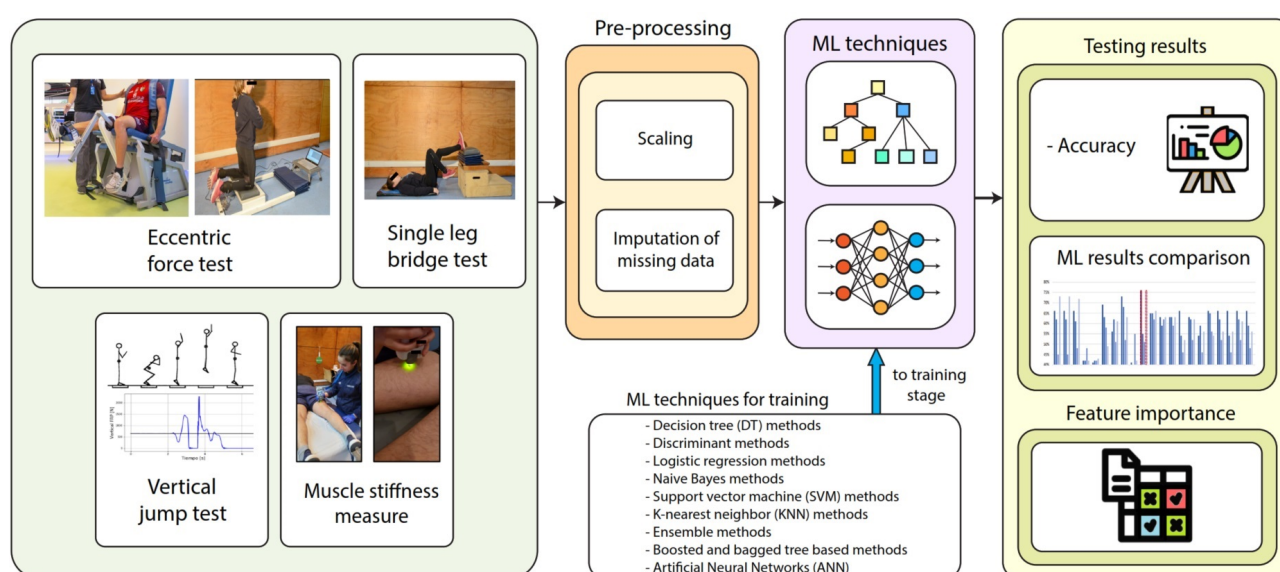 Eccentric
force test
Single leg
bridge test
Vertical
jump test
Muscle stiffness
measure
Pre-processing
Scaling
Imputation of
missing data
ML techniques
to training
stage
ML techniques for training
- Decision tree (DT) methods
- Discriminant methods
- Logistic regression methods
- Naive Bayes methods
- Support vector machine (SVM) methods
- K-nearest neighbor (KNN) methods
- Ensemble methods
- Boosted and bagged tree based methods
- Artificial Neural Networks (ANN)
Testing results
- Accuracy
ML results comparison
Feature importance